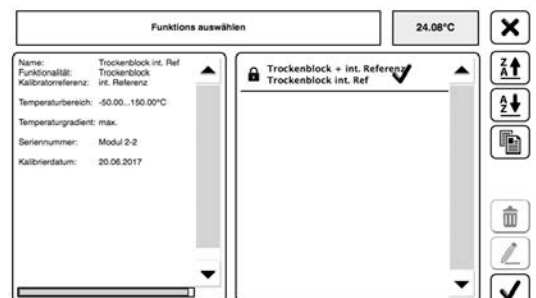 Funktions auswählen
24.08°C
Name: Trockenblock int. Ref
Funktionalität: Trockenblock
Kalibratorreferenz: int. Referenz
Temperaturbereich: -50.00...150.00°C
Temperaturgradient: max.
Seriennummer: Modul 2-2
Kalibrierdatum: 20.06.2017
Trockenblock + int. Referenz
Trockenblock int. Ref
Z
A
A
Z